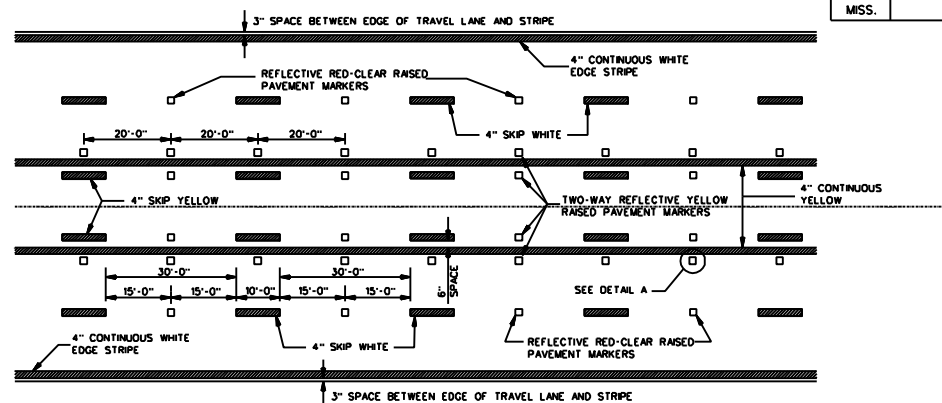 MISS.
3" SPACE BETWEEN EDGE OF TRAVEL LANE AND STRIPE
4" CONTINUOUS WHITE
EDGE STRIPE
REFLECTIVE RED-CLEAR RAISED
PAVEMENT MARKERS
20'-0" 20'-0" 20'-0"
4" SKIP WHITE
4" SKIP YELLOW
TWO-WAY REFLECTIVE YELLOW
RAISED PAVEMENT MARKERS
4" CONTINUOUS
YELLOW
30'-0" 30'-0"
15'-0" 15'-0" 10'-0" 15'-0" 15'-0"
6"
SPACE
SEE DETAIL A
4" CONTINUOUS WHITE
EDGE STRIPE
4" SKIP WHITE
REFLECTIVE RED-CLEAR RAISED
PAVEMENT MARKERS
3" SPACE BETWEEN EDGE OF TRAVEL LANE AND STRIPE